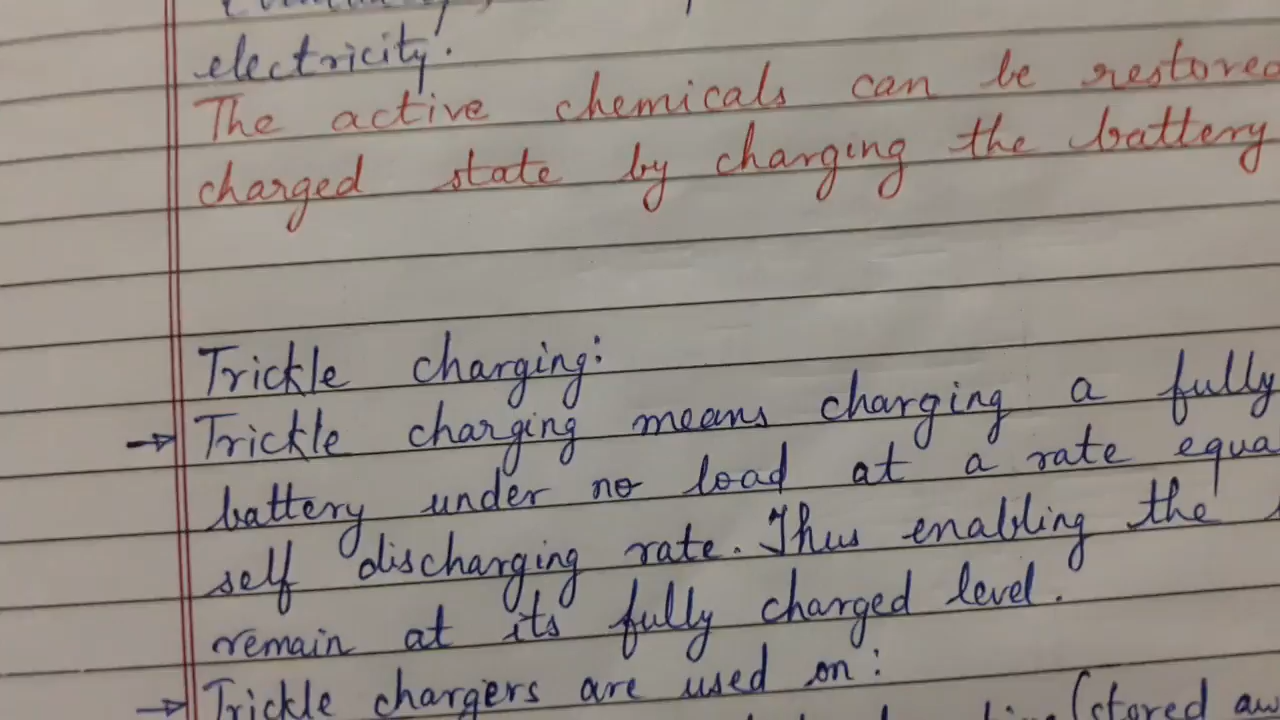 electricity.
The active chemicals can be restored
charged state by charging the battery
Trickle charging:
→ Trickle charging means charging a fully
battery under no load at a rate equa
self discharging rate. Thus enabling the
remain at its fully charged level.
→ Trickle chargers are used on:
(stored aw